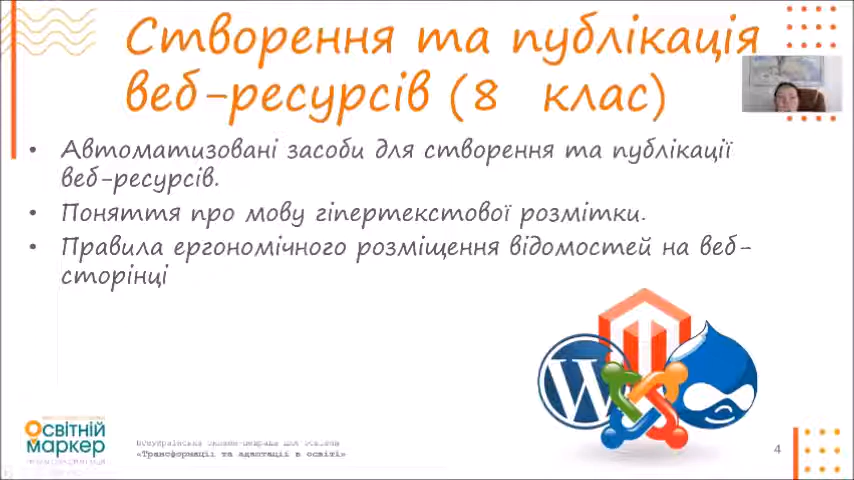 Створення та публікація
веб-ресурсів (8 клас)
• Автоматизовані засоби для створення та публікації
веб-ресурсів.
• Поняття про мову гіпертекстової розмітки.
• Правила ергономічного розміщення відомостей на веб-
сторінці
W
ОСВІТНІЙ
маркер
«Трансформації та адаптації в освіті»
4